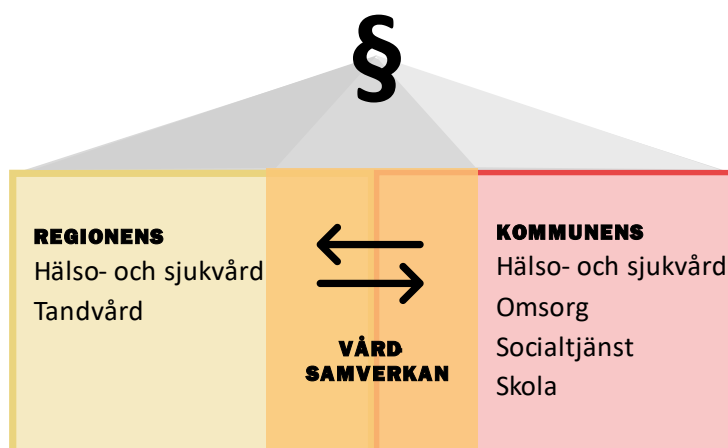 §
REGIONENS
Hälso- och sjukvård
Tandvård
VÅRD
SAMVERKAN
KOMMUNENS
Hälso- och sjukvård
Omsorg
Socialtjänst
Skola